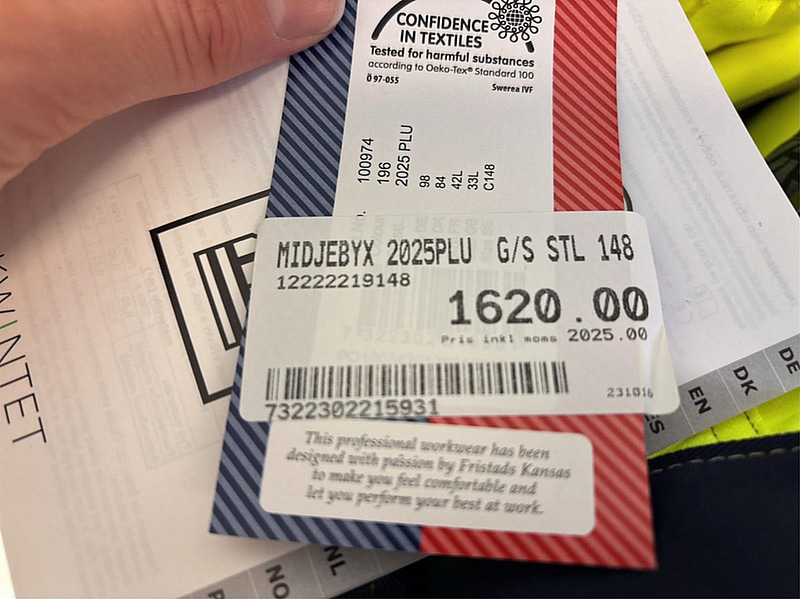 CONFIDENCE
IN TEXTILES
Tested for harmful substances
according to Oeko-Tex® Standard 100
Ö 97-055
Swerea IVF
100974
196
2025 PLU
98
84
42L
33L
C148
MIDJEBYX 2025PLU G/S STL 148
12222219148
1620.00
Pris inkl moms 2025.00
231016
7322302215931
This professional workwear has been
designed with passion by Fristads Kansas
to make you feel comfortable and
let you perform your best at work.
KWINTET
NO
NL
ES
EN
DK
DE